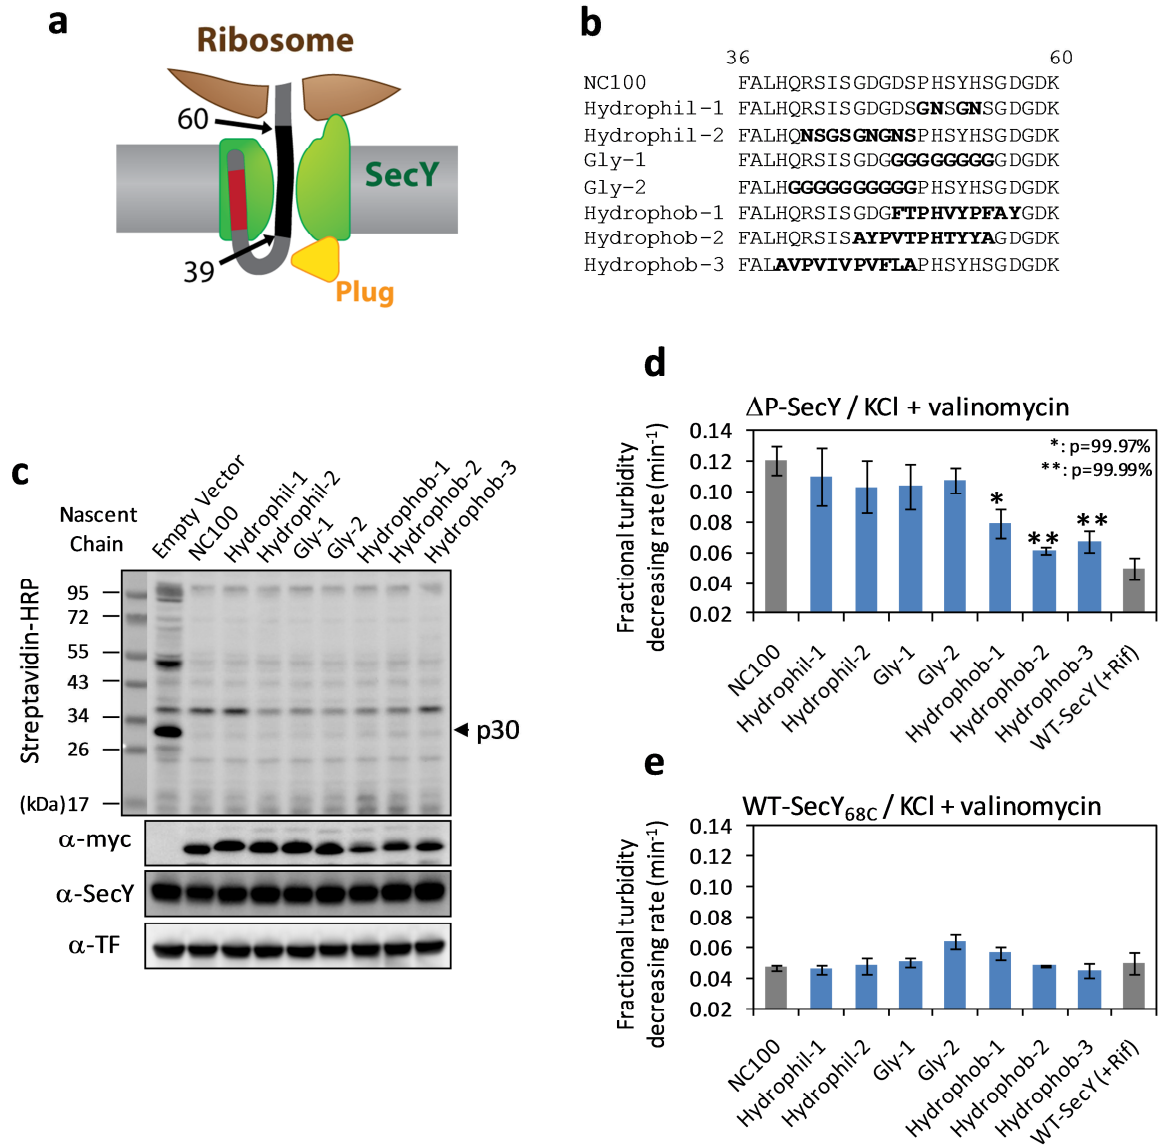 a
Ribosome
60
SecY
39
Plug
b
36 60
NC100 FALHQRSISGDGDSPHSYHSGDGDK
Hydrophil-1 FALHQRSISGDGDSGNSGNSGDGDK
Hydrophil-2 FALHQNSGSGNGNSPHSYHSGDGDK
Gly-1 FALHQRSISGDGGGGGGGGGGDGDK
Gly-2 FALHGGGGGGGGGGPHSYHSGDGDK
Hydrophob-1 FALHQRSISGDGFTPHVYPFAYGDK
Hydrophob-2 FALHQRSISAYPVTPHTYYAGDGDK
Hydrophob-3 FALAVPVIVPVFLAPHSYHSGDGDK
c
Nascent
Chain
Empty Vector
NC100
Hydrophil-1
Hydrophil-2
Gly-1
Gly-2
Hydrophob-1
Hydrophob-2
Hydrophob-3
Streptavidin-HRP
95
72
55
43
34
26
(kDa) 17
p30
α-myc
α-SecY
α-TF
d
ΔP-SecY / KCl + valinomycin
Fractional turbidity
decreasing rate (min-1)
0.14
0.12
0.10
0.08
0.06
0.04
0.02
*: p=99.97%
**: p=99.99%
*
**
**
NC100
Hydrophil-1
Hydrophil-2
Gly-1
Gly-2
Hydrophob-1
Hydrophob-2
Hydrophob-3
WT-SecY (+Rif)
e
WT-SecY68C / KCl + valinomycin
Fractional turbidity
decreasing rate (min-1)
0.14
0.12
0.10
0.08
0.06
0.04
0.02
NC100
Hydrophil-1
Hydrophil-2
Gly-1
Gly-2
Hydrophob-1
Hydrophob-2
Hydrophob-3
WT-SecY (+Rif)